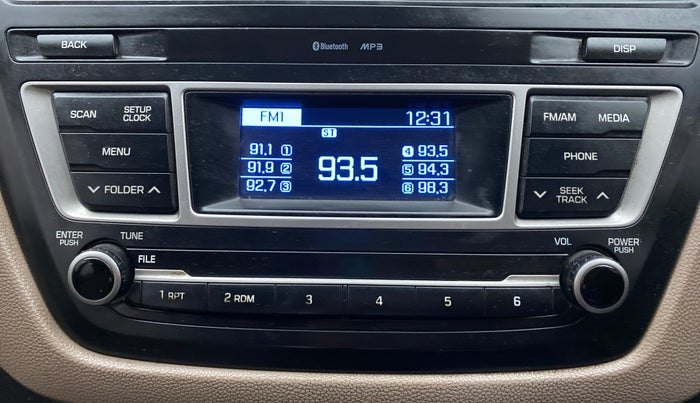 BACK
Bluetooth MP3
DISP
SCAN SETUP CLOCK
MENU
FOLDER
FM1
12:31
ST
91.1 1
91.9 2
92.7 3
93.5
4 93.5
5 94.3
6 98.3
FM/AM MEDIA
PHONE
SEEK TRACK
ENTER PUSH
TUNE
FILE
VOL
POWER PUSH
1 RPT
2 RDM
3
4
5
6